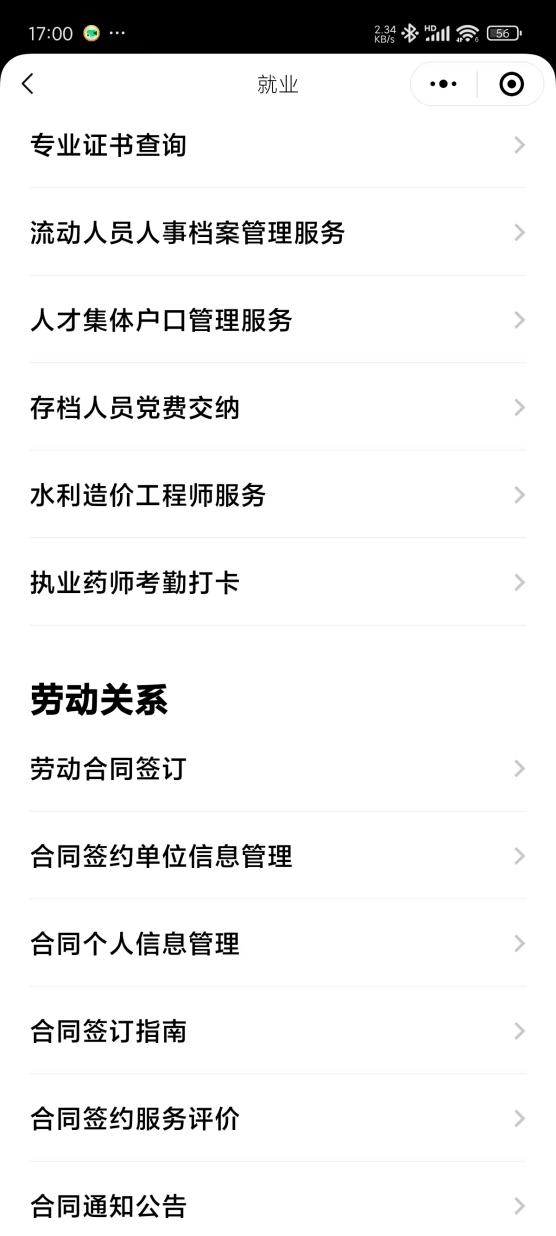 17:00
2.34
KB/s
HD
6
56
就业
专业证书查询
流动人员人事档案管理服务
人才集体户口管理服务
存档人员党费交纳
水利造价工程师服务
执业药师考勤打卡
劳动关系
劳动合同签订
合同签约单位信息管理
合同个人信息管理
合同签订指南
合同签约服务评价
合同通知公告